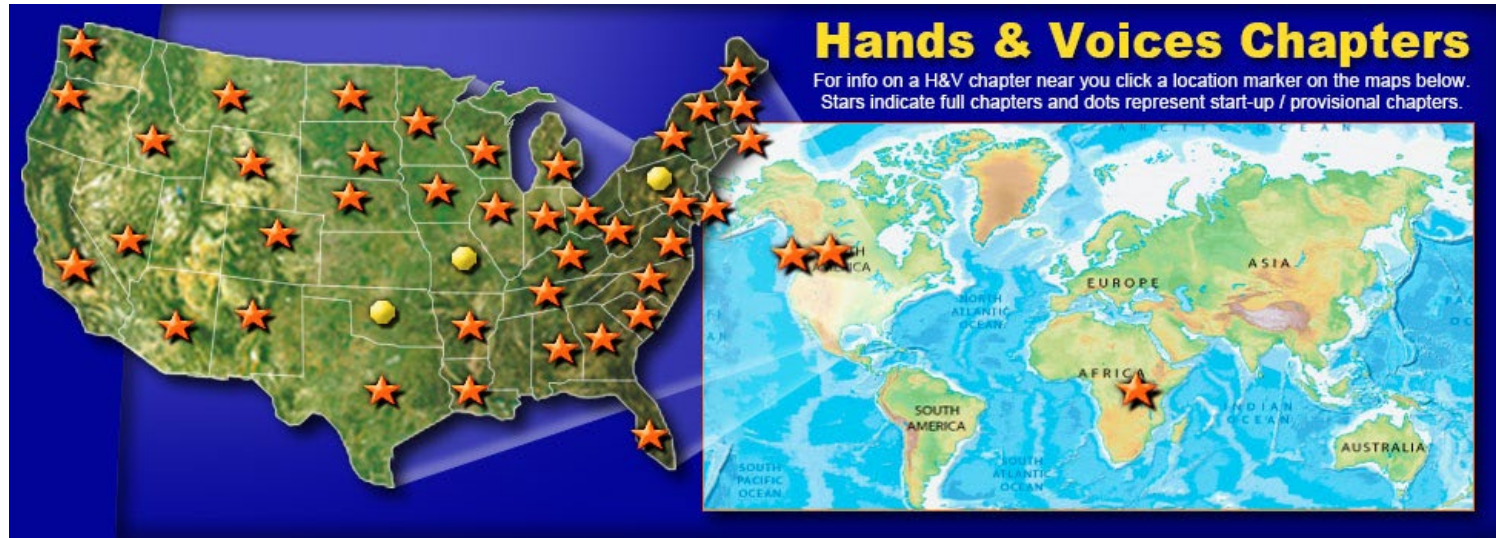 Hands & Voices Chapters
For info on a H&V chapter near you click a location marker on the maps below.
Stars indicate full chapters and dots represent start-up / provisional chapters.
ARCTIC OCEAN
ASIA
EUROPE
NORTH
ATLANTIC
OCEAN
AFRICA
SOUTH
AMERICA
INDIAN
OCEAN
AUSTRALIA
SOUTH
PACIFIC
OCEAN
SOUTH
ATLANTIC
OCEAN